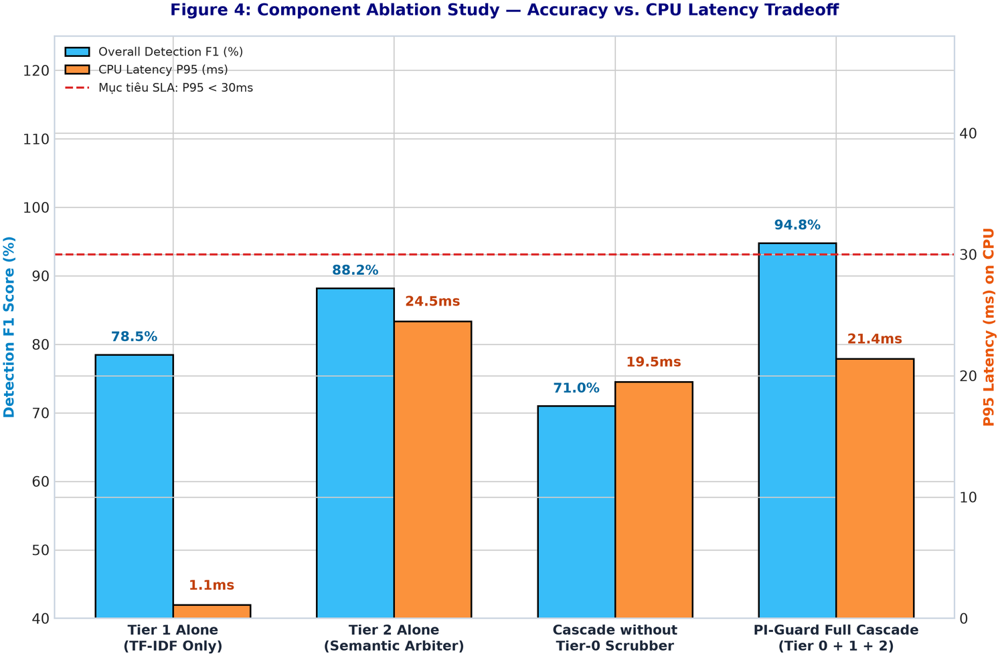 Figure 4: Component Ablation Study — Accuracy vs. CPU Latency Tradeoff
Overall Detection F1 (%)
CPU Latency P95 (ms)
Mục tiêu SLA: P95 < 30ms
Detection F1 Score (%)
120
110
100
90
80
70
60
50
40
78.5%
1.1ms
88.2%
24.5ms
71.0%
19.5ms
94.8%
21.4ms
40
30
20
10
0
P95 Latency (ms) on CPU
Tier 1 Alone
(TF-IDF Only)
Tier 2 Alone
(Semantic Arbiter)
Cascade without
Tier-0 Scrubber
PI-Guard Full Cascade
(Tier 0 + 1 + 2)